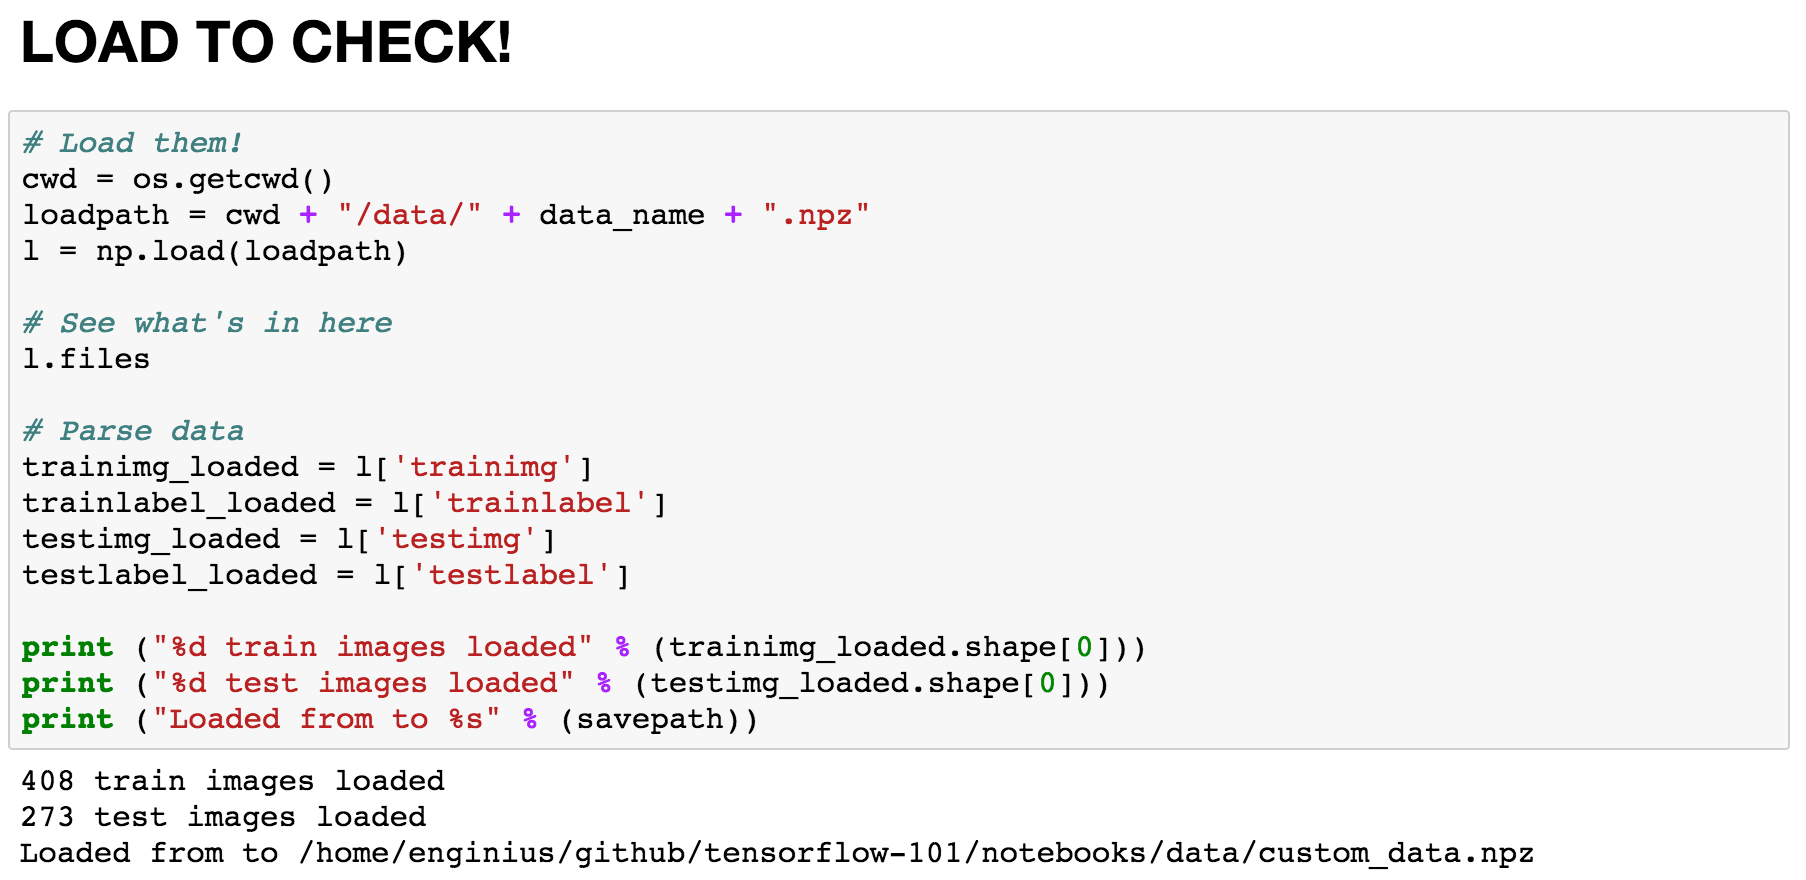 LOAD TO CHECK!
# Load them!
cwd = os.getcwd()
loadpath = cwd + "/data/" + data_name + ".npz"
l = np.load(loadpath)
# See what's in here
l.files
# Parse data
trainimg_loaded = l['trainimg']
trainlabel_loaded = l['trainlabel']
testimg_loaded = l['testimg']
testlabel_loaded = l['testlabel']
print ("%d train images loaded" % (trainimg_loaded.shape[0]))
print ("%d test images loaded" % (testimg_loaded.shape[0]))
print ("Loaded from to %s" % (savepath))
408 train images loaded
273 test images loaded
Loaded from to /home/enginius/github/tensorflow-101/notebooks/data/custom_data.npz